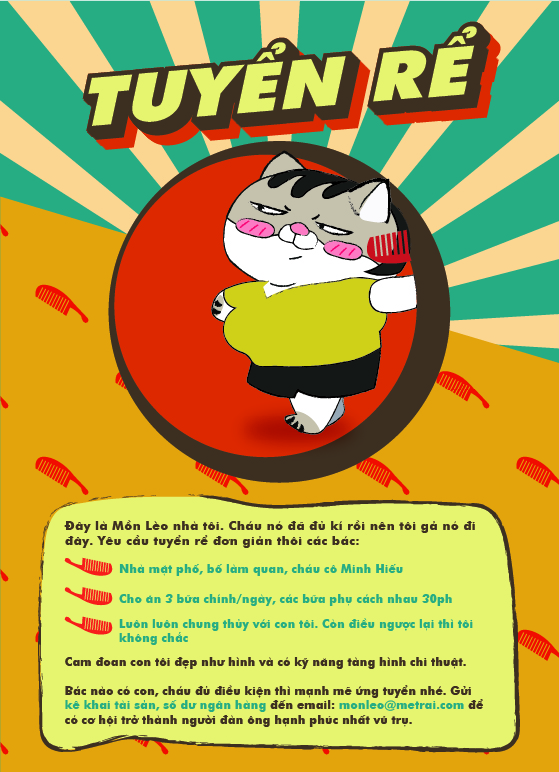 TUYỂN RỂ
Đây là Mồn Lèo nhà tôi. Cháu nó đã đủ kí rồi nên tôi gả nó đi
đây. Yêu cầu tuyển rể đơn giản thôi các bác:
Nhà mặt phố, bố làm quan, cháu cô Minh Hiếu
Cho ăn 3 bữa chính/ngày, các bữa phụ cách nhau 30ph
Luôn luôn chung thủy với con tôi. Còn điều ngược lại thì tôi
không chắc
Cam đoan con tôi đẹp như hình và có kỹ năng tàng hình chi thuật.
Bác nào có con, cháu đủ điều kiện thì mạnh mẽ ứng tuyển nhé. Gửi
kê khai tài sản, số dư ngân hàng đến email: monleo@metrai.com để
có cơ hội trở thành người đàn ông hạnh phúc nhất vũ trụ.